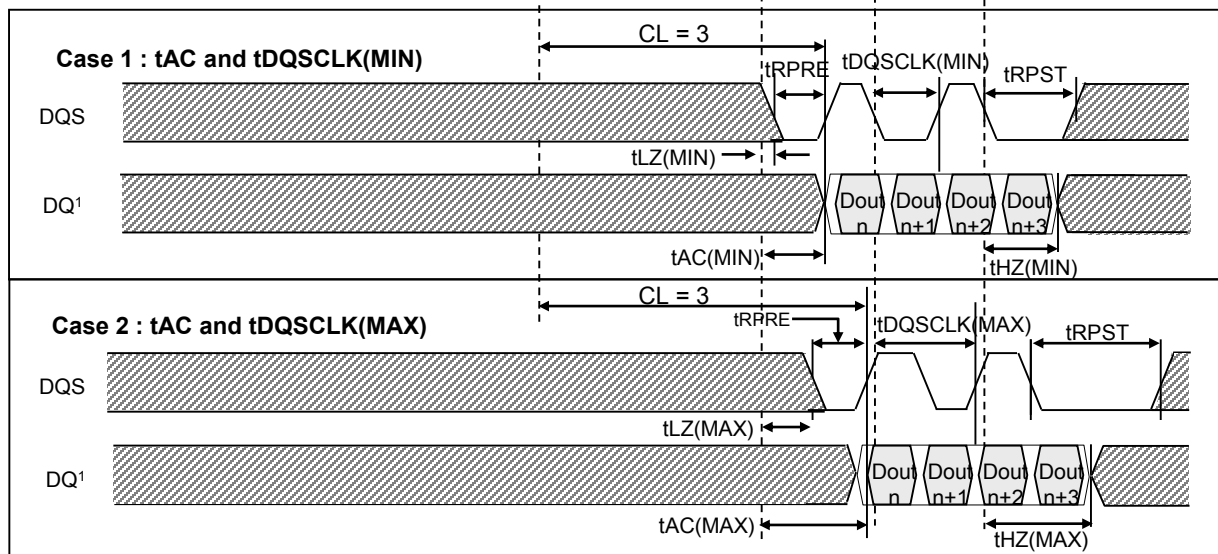 CL = 3
Case 1 : tAC and tDQSCLK(MIN)
tRPRE
tDQSCLK(MIN)
tRPST
DQS
tLZ(MIN)
DQ1
Dout n
Dout n+1
Dout n+2
Dout n+3
tAC(MIN)
tHZ(MIN)
CL = 3
Case 2 : tAC and tDQSCLK(MAX)
tRPRE
tDQSCLK(MAX)
tRPST
DQS
tLZ(MAX)
DQ1
Dout n
Dout n+1
Dout n+2
Dout n+3
tAC(MAX)
tHZ(MAX)